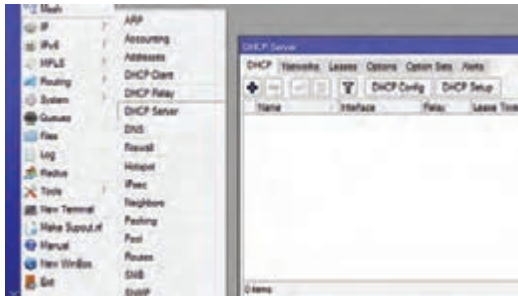 Mesh
IP
IPv6
MPLS
Routing
System
Queues
Files
Log
Radius
Tools
New Terminal
Make Supout.rif
Manual
New WinBox
Exit
ARP
Accounting
Addresses
DHCP Client
DHCP Relay
DHCP Server
DNS
Firewall
Hotspot
IPsec
Neighbors
Packing
Pool
Routes
SMB
SNMP
DHCP Server
DHCP Networks Leases Options Option Sets Alerts
DHCP Config DHCP Setup
Name Interface Relay Lease Time
0 items